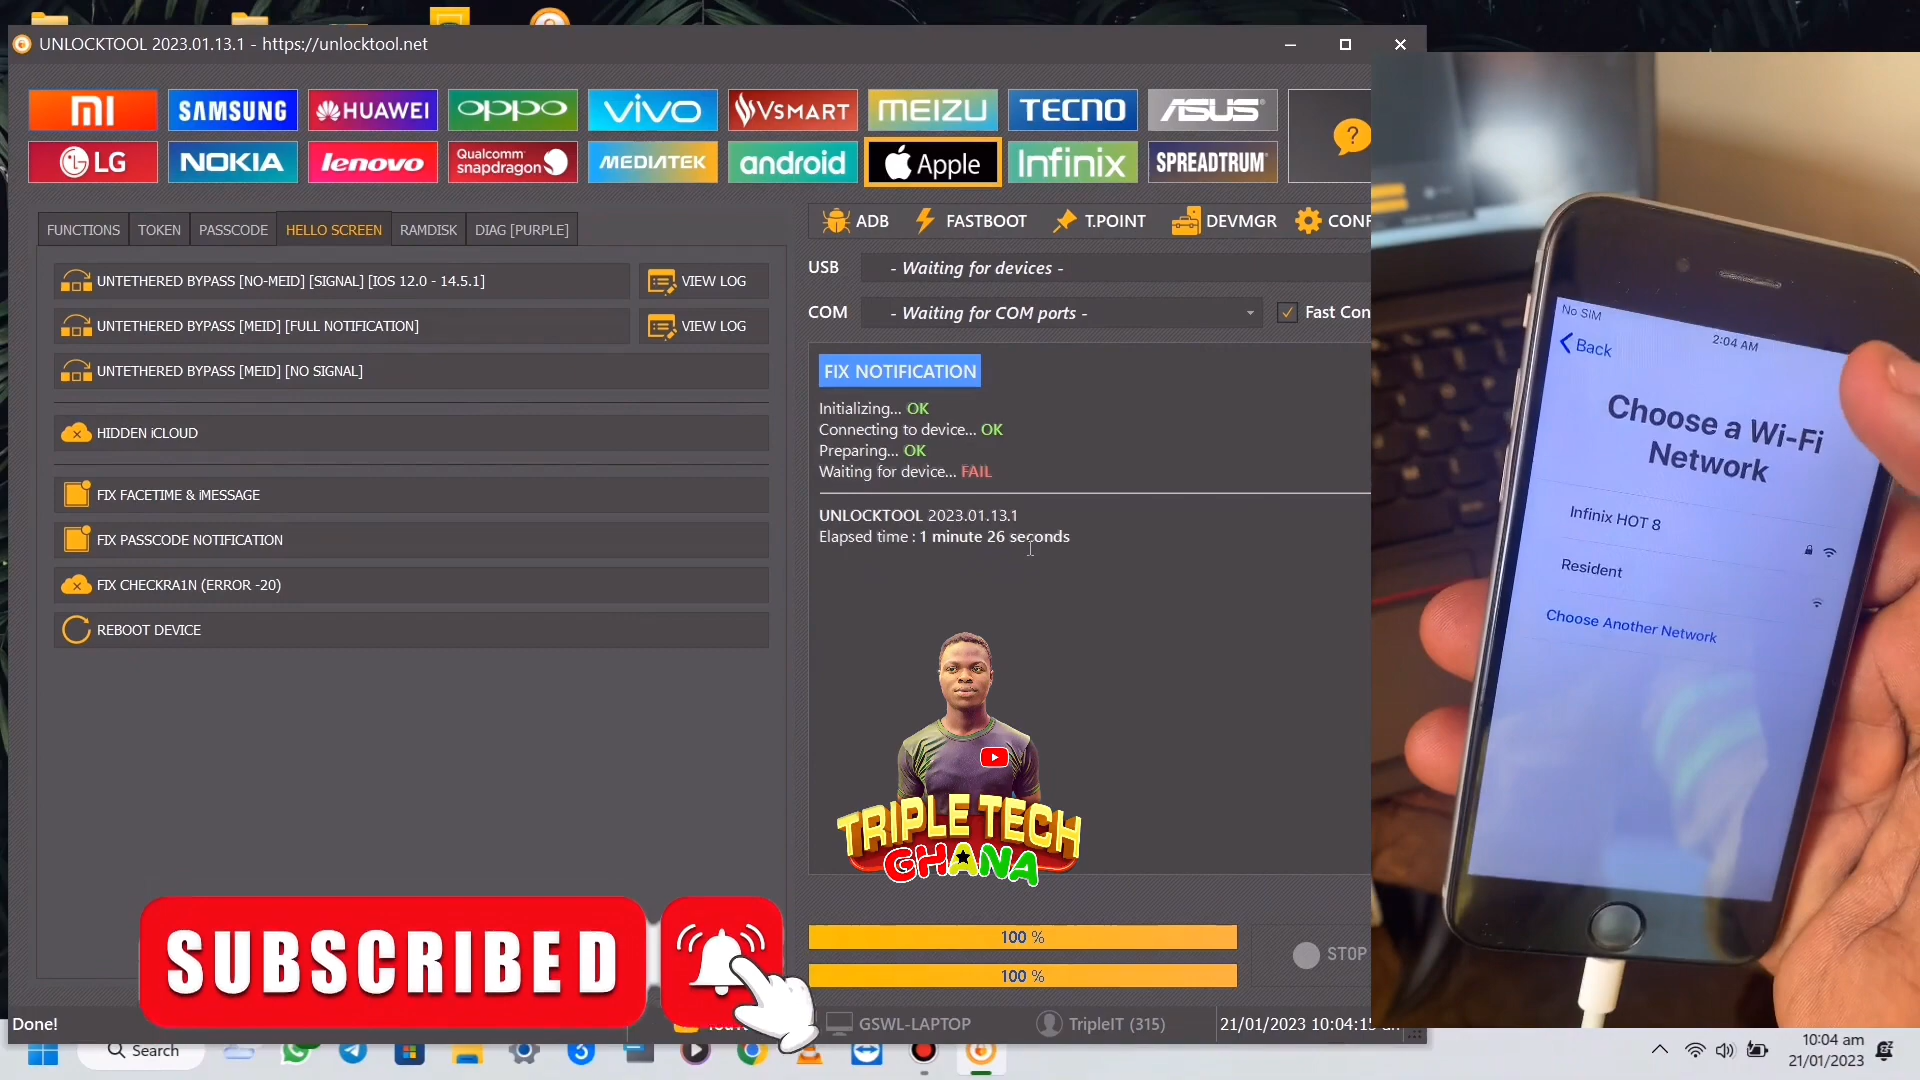 UNLOCKTOOL 2023.01.13.1 - https://unlocktool.net
MI SAMSUNG HUAWEI oppo vivo VSMART MEIZU TECNO ASUS ?
LG NOKIA lenovo Qualcomm snapdragon MEDIATEK android Apple Infinix SPREADTRUM
FUNCTIONS TOKEN PASSCODE HELLO SCREEN RAMDISK DIAG [PURPLE]
UNTETHERED BYPASS [NO-MEID] [SIGNAL] [IOS 12.0 - 14.5.1] VIEW LOG
UNTETHERED BYPASS [MEID] [FULL NOTIFICATION] VIEW LOG
UNTETHERED BYPASS [MEID] [NO SIGNAL]
HIDDEN iCLOUD
FIX FACETIME & iMESSAGE
FIX PASSCODE NOTIFICATION
FIX CHECKRA1N (ERROR -20)
REBOOT DEVICE
ADB FASTBOOT T.POINT DEVMGR CONF
USB - Waiting for devices -
COM - Waiting for COM ports - Fast Con
FIX NOTIFICATION
Initializing... OK
Connecting to device... OK
Preparing... OK
Waiting for device... FAIL
UNLOCKTOOL 2023.01.13.1
Elapsed time : 1 minute 26 seconds
TRIPLE TECH
GHANA
SUBSCRIBED
100 %
100 %
STOP
Done! GSWL-LAPTOP TripleIT (315) 21/01/2023 10:04:15
Search
10:04 am
21/01/2023
No SIM
2:04 AM
Back
Choose a Wi-Fi
Network
Infinix HOT 8
Resident
Choose Another Network